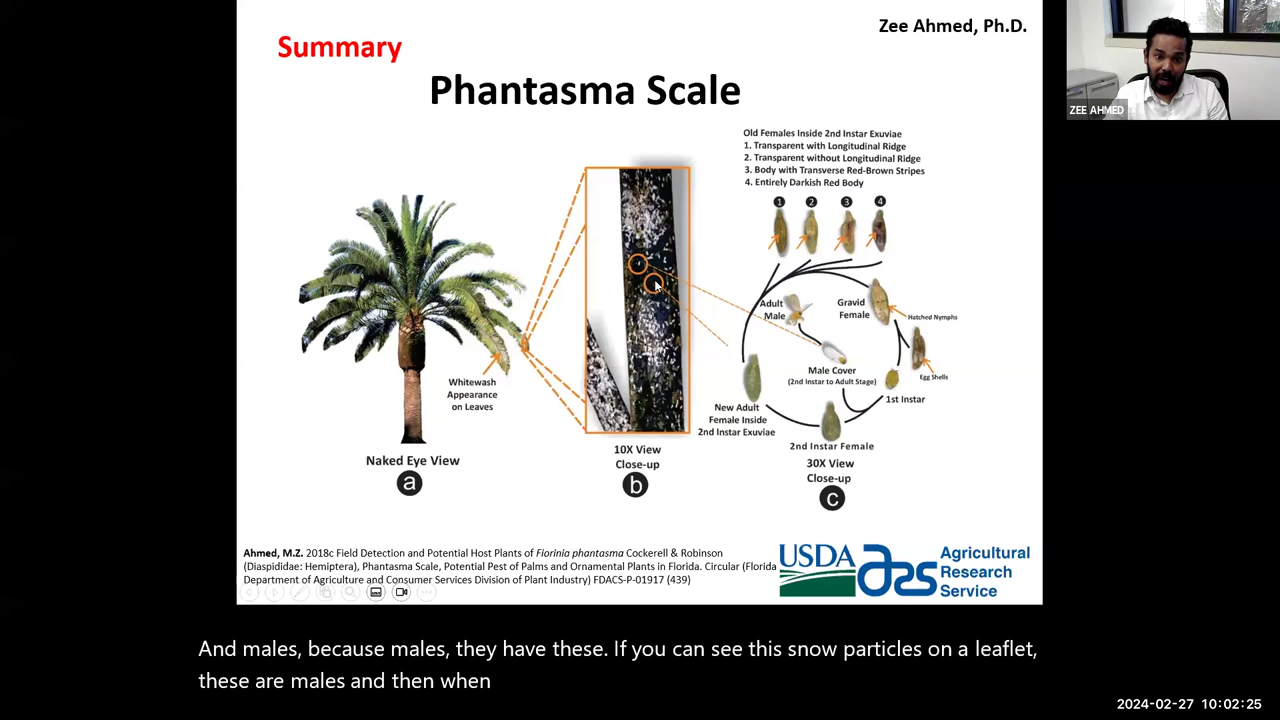 Zee Ahmed, Ph.D.
Summary
Phantasma Scale
ZEE AHMED
Old Females Inside 2nd Instar Exuviae
1. Transparent with Longitudinal Ridge
2. Transparent without Longitudinal Ridge
3. Body with Transverse Red-Brown Stripes
4. Entirely Darkish Red Body
1 2 3 4
Adult
Male
Gravid
Female
Hatched Nymphs
Male Cover
(2nd Instar to Adult Stage)
Egg Shells
1st Instar
New Adult
Female Inside
2nd Instar Exuviae
2nd Instar Female
Whitewash
Appearance
on Leaves
Naked Eye View
a
10X View
Close-up
b
30X View
Close-up
c
Ahmed, M.Z. 2018c Field Detection and Potential Host Plants of Fiorinia phantasma Cockerell & Robinson
(Diaspididae: Hemiptera), Phantasma Scale, Potential Pest of Palms and Ornamental Plants in Florida. Circular (Florida
Department of Agriculture and Consumer Services Division of Plant Industry) FDACS-P-01917 (439)
USDA
ars
Agricultural
Research
Service
And males, because males, they have these. If you can see this snow particles on a leaflet,
these are males and then when
2024-02-27 10:02:25